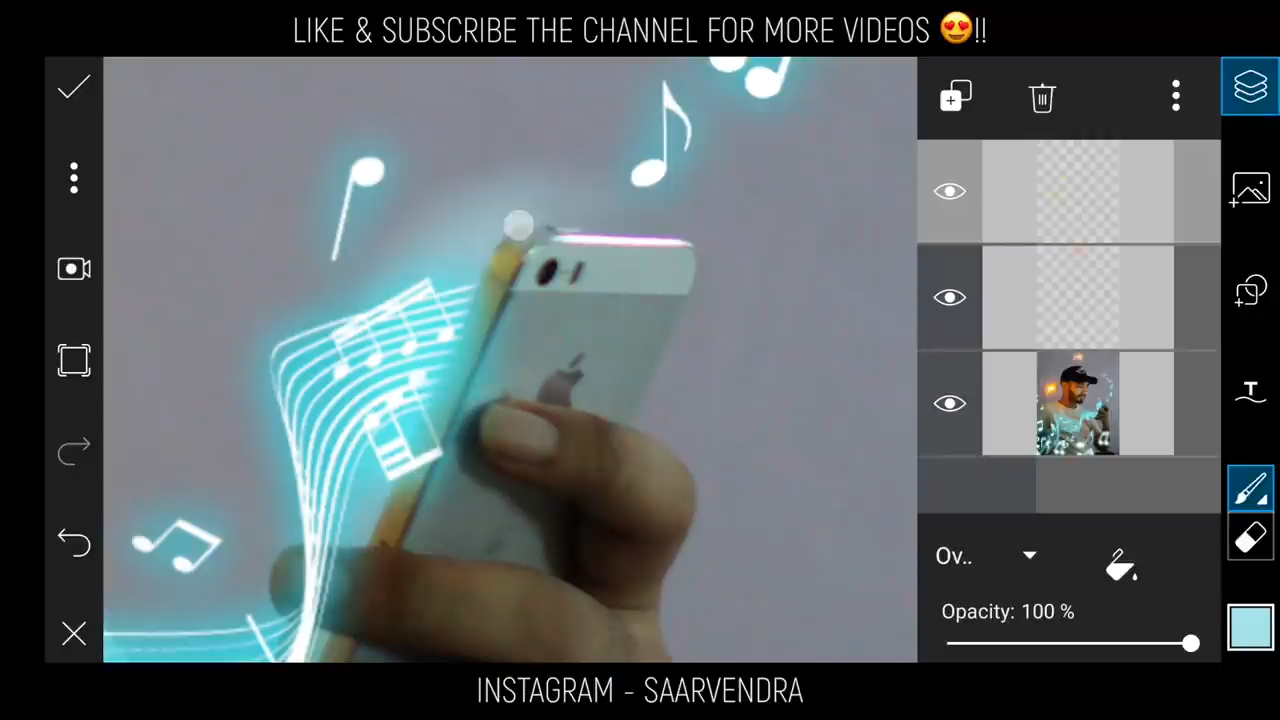 LIKE & SUBSCRIBE THE CHANNEL FOR MORE VIDEOS 😍!!
T
Ov..
Opacity: 100 %
INSTAGRAM - SAARVENDRA